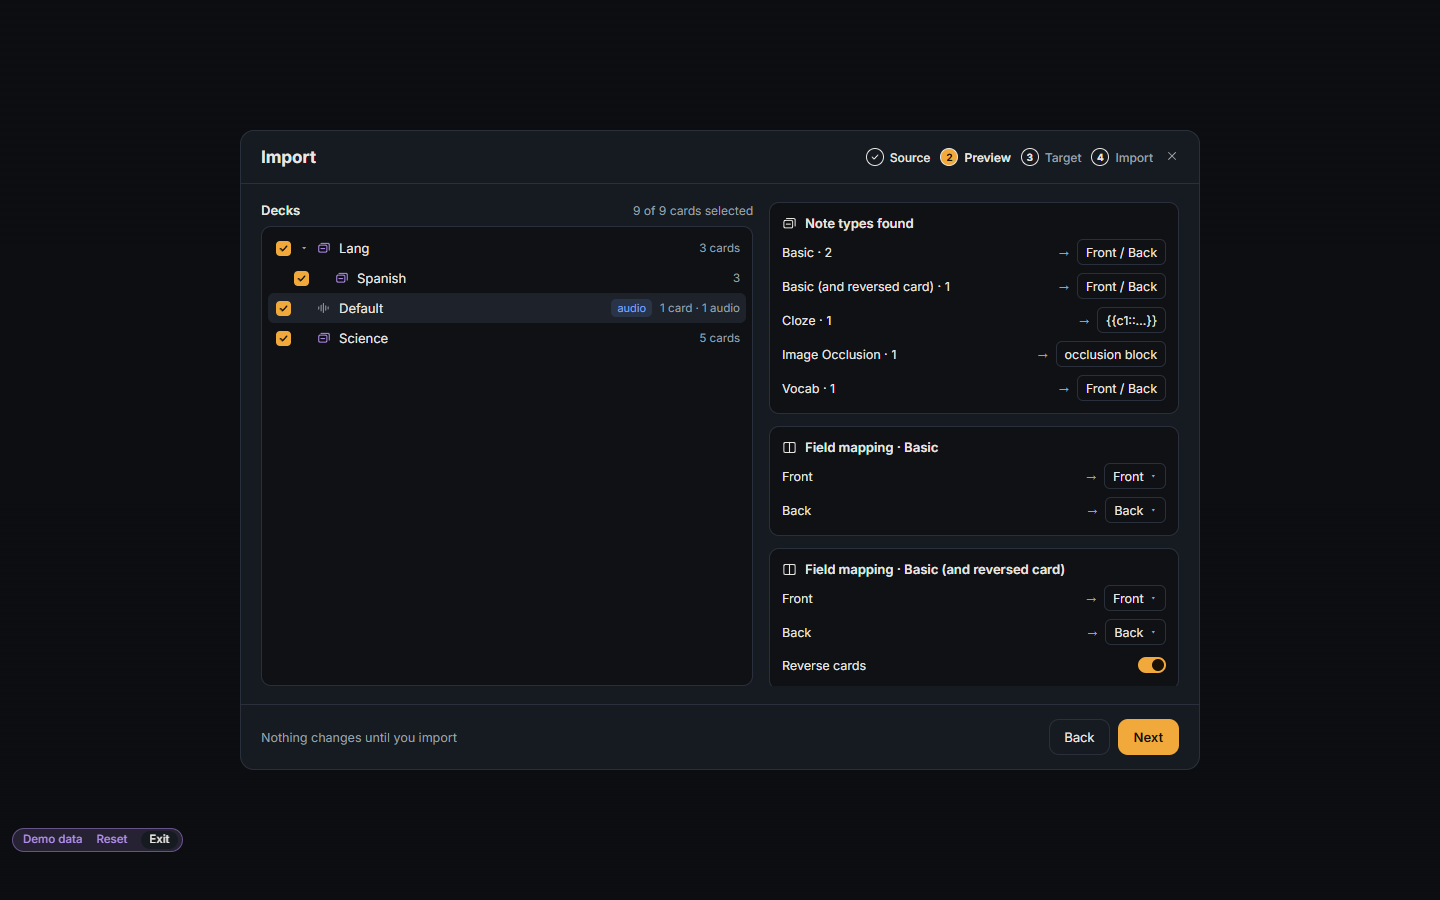 Import
Source 2 Preview 3 Target 4 Import
Decks
9 of 9 cards selected
Lang 3 cards
Spanish 3
Default audio 1 card · 1 audio
Science 5 cards
Note types found
Basic · 2 → Front / Back
Basic (and reversed card) · 1 → Front / Back
Cloze · 1 → {{c1::...}}
Image Occlusion · 1 → occlusion block
Vocab · 1 → Front / Back
Field mapping · Basic
Front → Front
Back → Back
Field mapping · Basic (and reversed card)
Front → Front
Back → Back
Reverse cards
Nothing changes until you import
Back Next
Demo data Reset Exit